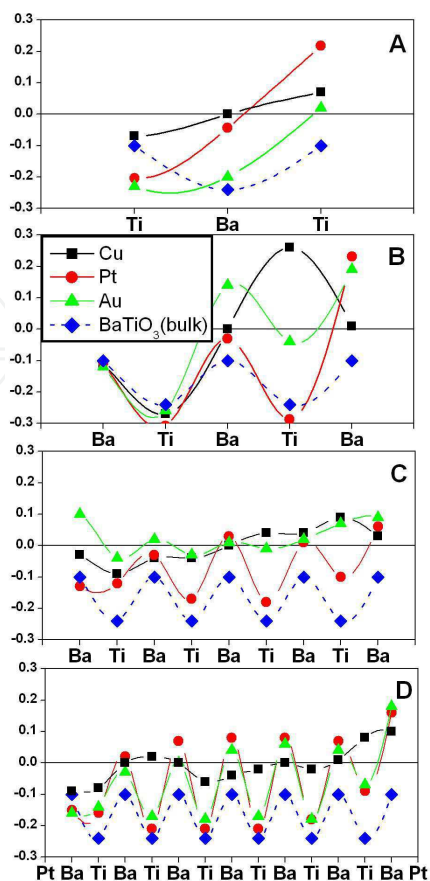 0.3
A
0.2
0.1
0.0
-0.1
-0.2
-0.3
Ti Ba Ti
0.3
B
0.2
0.1
0.0
-0.1
-0.2
-0.3
Cu
Pt
Au
BaTiO3(bulk)
Ba Ti Ba Ti Ba
0.3
C
0.2
0.1
0.0
-0.1
-0.2
-0.3
Ba Ti Ba Ti Ba Ti Ba Ti Ba
0.3
D
0.2
0.1
0.0
-0.1
-0.2
-0.3
Pt Ba Ti Ba Ti Ba Ti Ba Ti Ba Ti Ba Ti Ba Pt